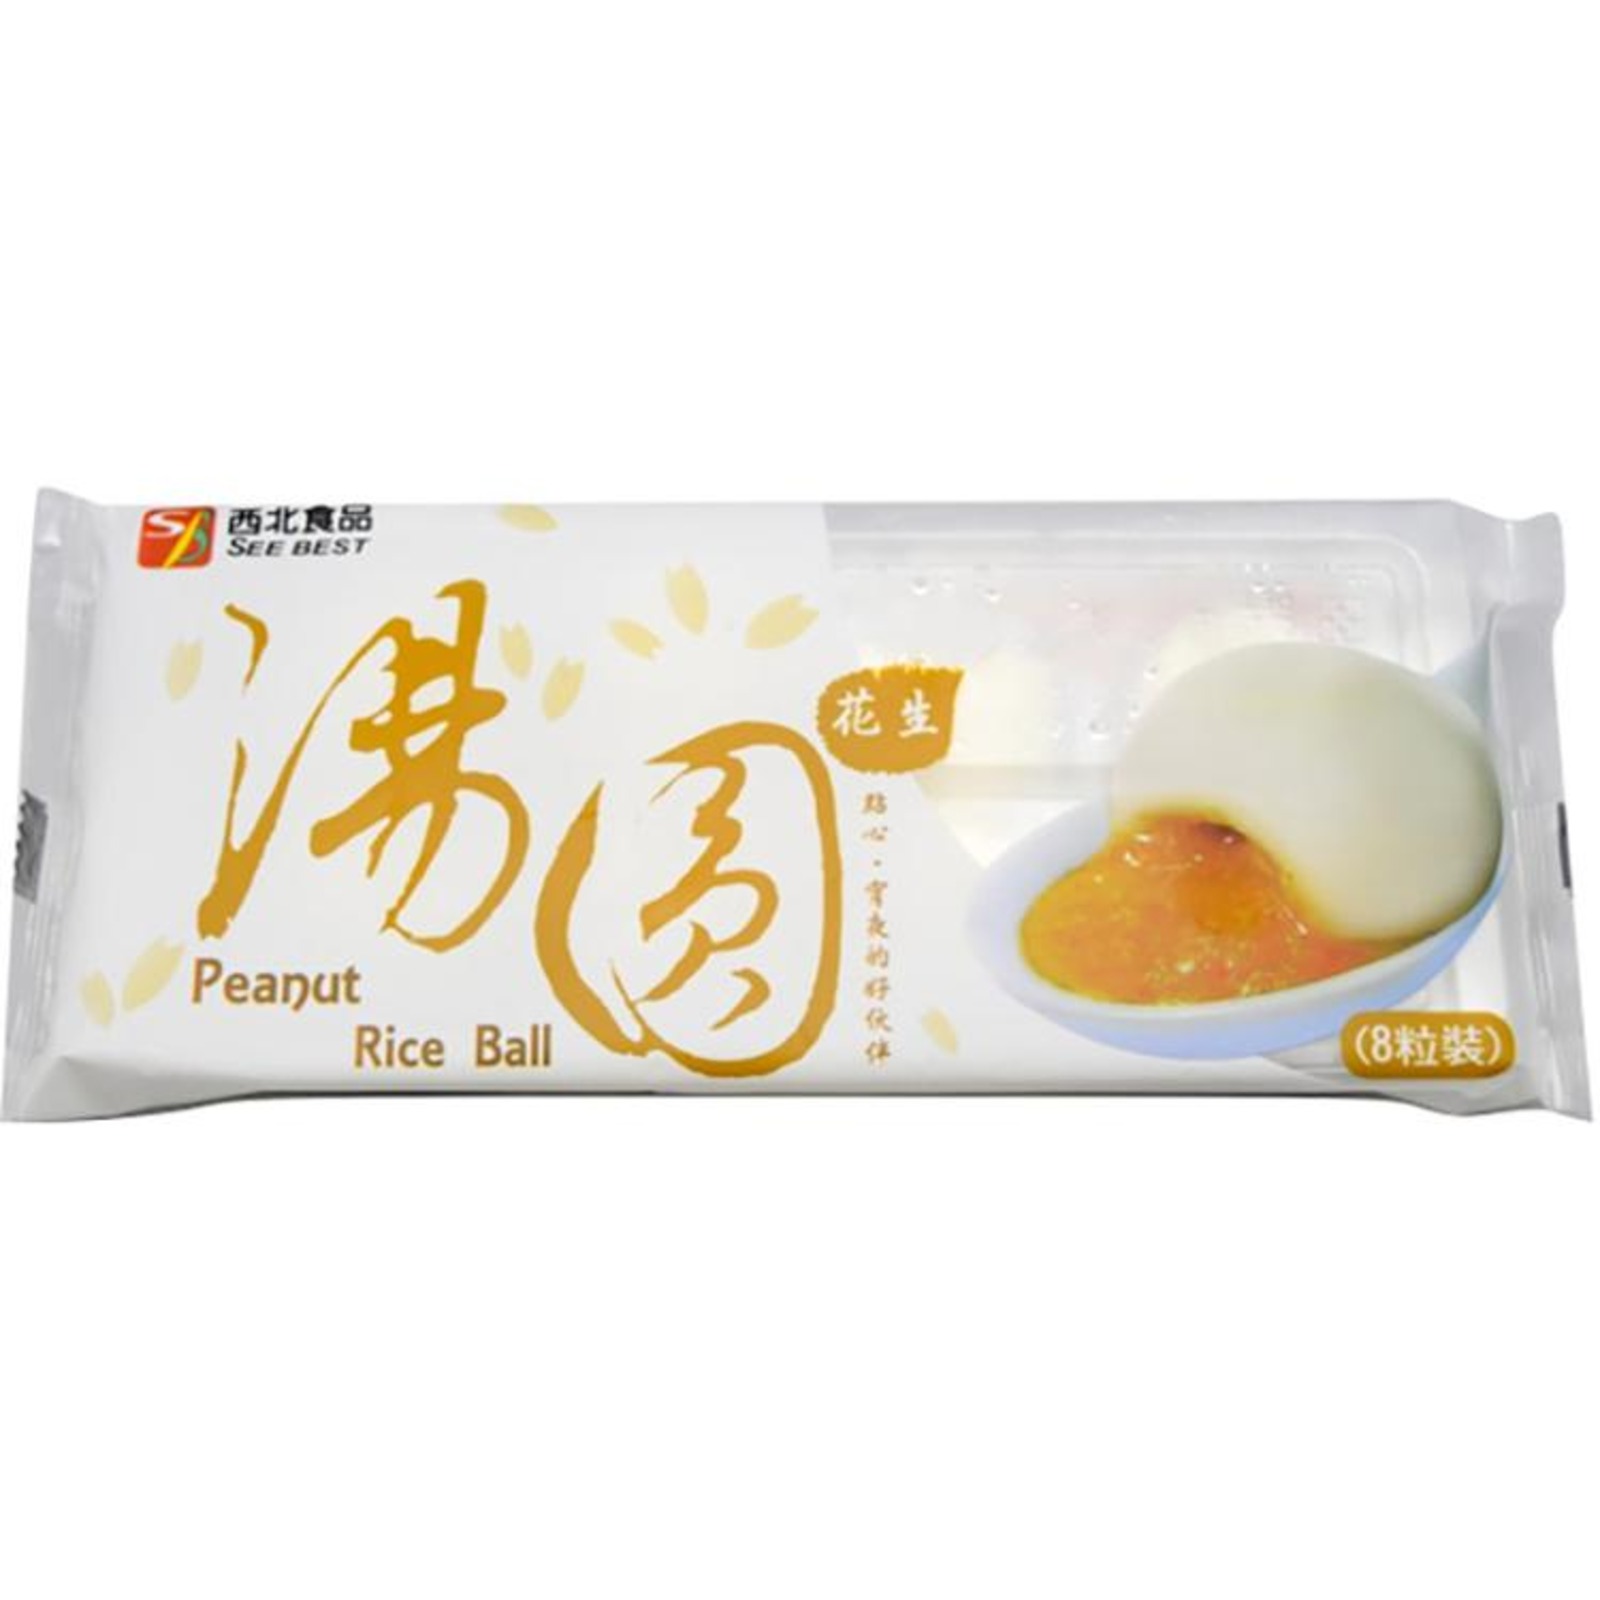 西北食品
SEE BEST
湯圓
Peanut
Rice Ball
花生
點心·宵夜的好伙伴
(8粒裝)